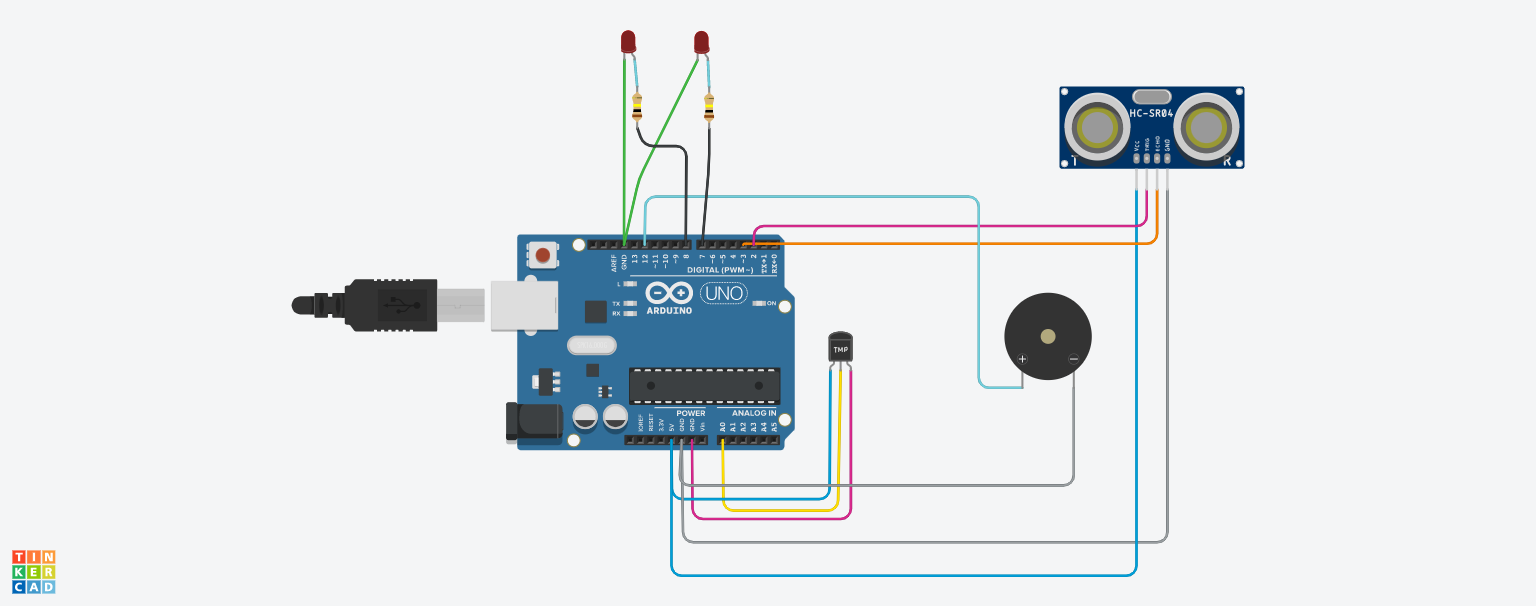 HC-SR04
VCC
TRIG
ECHO
GND
T
R
AREF
GND
13
12
~11
~10
~9
8
7
~6
~5
4
~3
2
TX→1
RX←0
DIGITAL (PWM~)
L
TX
RX
ARDUINO
UNO
ON
TMP
+
−
POWER
ANALOG IN
IOREF
RESET
3.3V
5V
GND
GND
Vin
A0
A1
A2
A3
A4
A5
TIN
KER
CAD